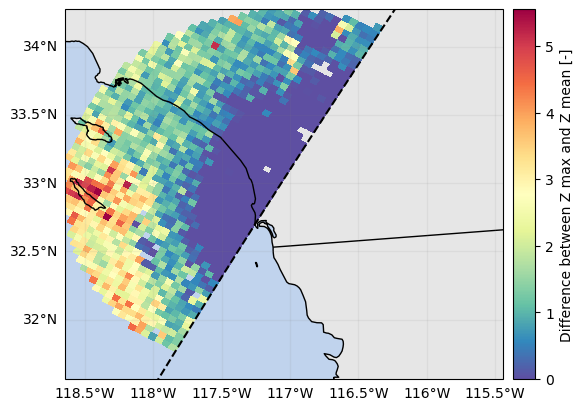 34°N
33.5°N
33°N
32.5°N
32°N
118.5°W
118°W
117.5°W
117°W
116.5°W
116°W
115.5°W
5
4
3
2
1
0
Difference between Z max and Z mean [-]